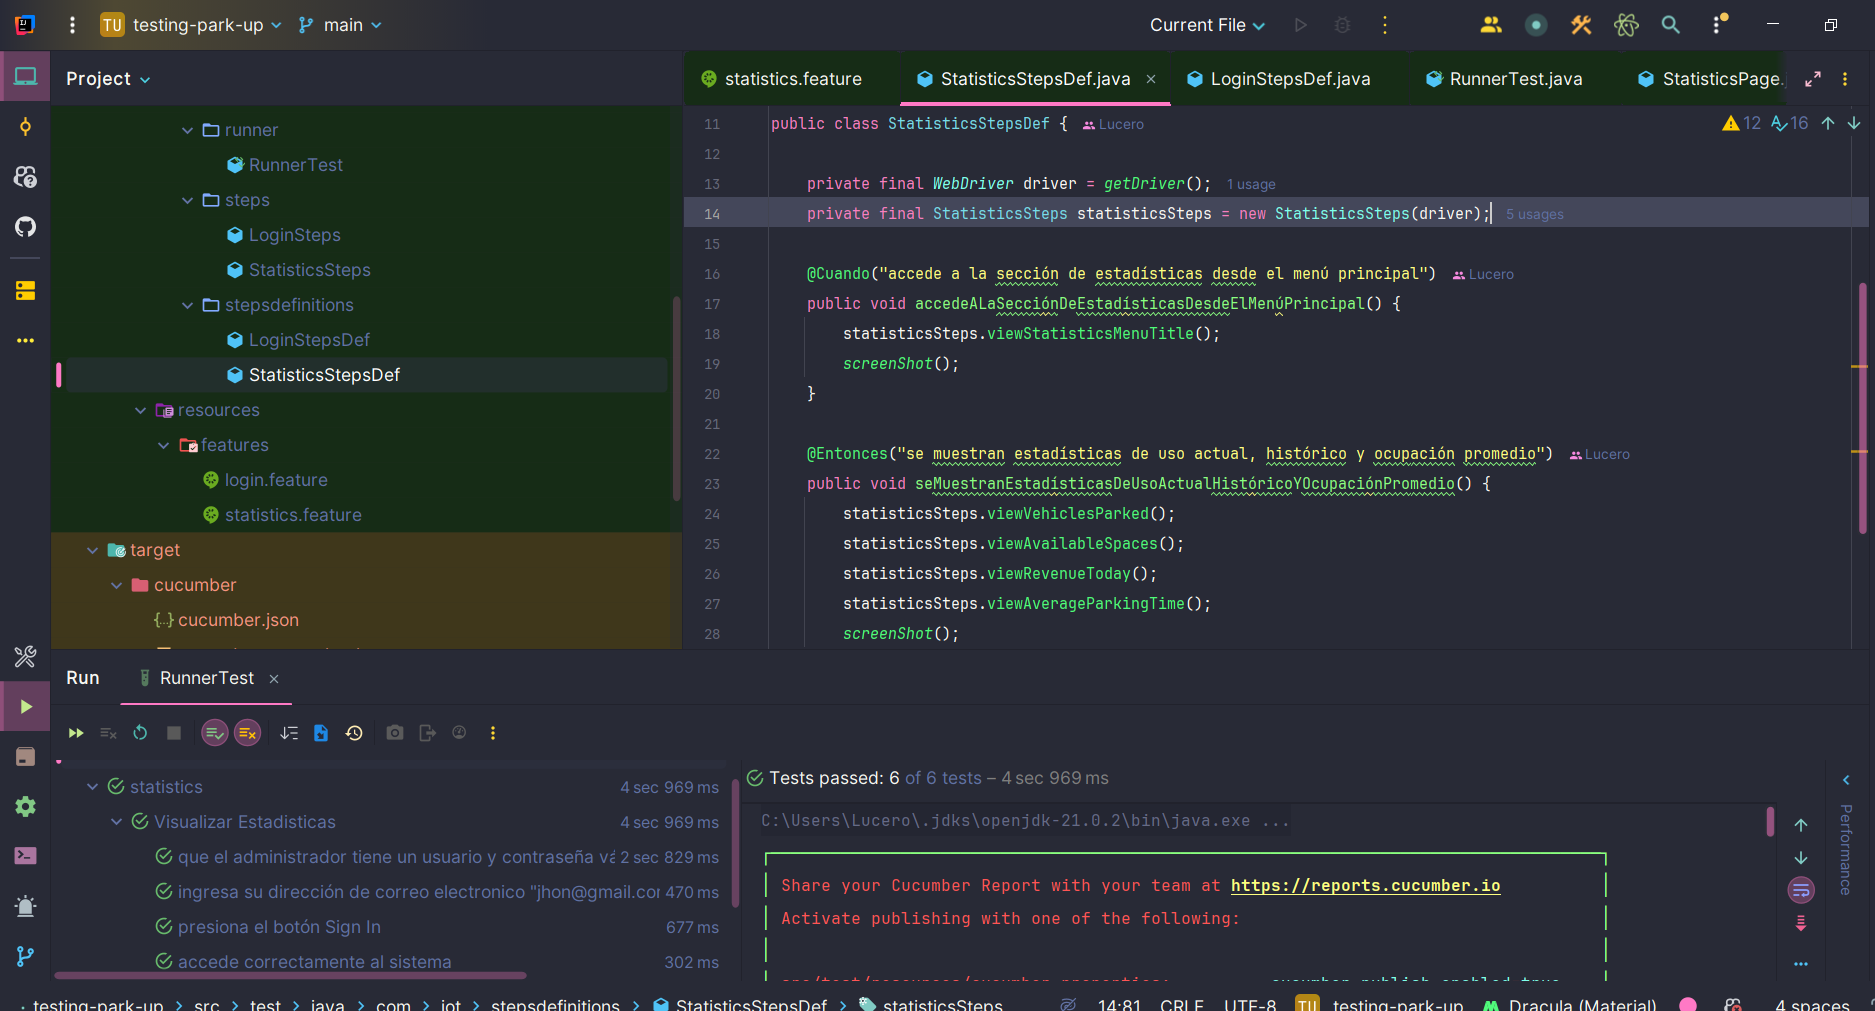 TU testing-park-up main Current File
Project
statistics.feature StatisticsStepsDef.java LoginStepsDef.java RunnerTest.java StatisticsPage.
runner
RunnerTest
steps
LoginSteps
StatisticsSteps
stepsdefinitions
LoginStepsDef
StatisticsStepsDef
resources
features
login.feature
statistics.feature
target
cucumber
cucumber.json
12 16
11 public class StatisticsStepsDef { Lucero
12
13 private final WebDriver driver = getDriver(); 1 usage
14 private final StatisticsSteps statisticsSteps = new StatisticsSteps(driver); 5 usages
15
16 @Cuando("accede a la sección de estadísticas desde el menú principal") Lucero
17 public void accedeALaSecciónDeEstadísticasDesdeElMenúPrincipal() {
18 statisticsSteps.viewStatisticsMenuTitle();
19 screenShot();
20 }
21
22 @Entonces("se muestran estadísticas de uso actual, histórico y ocupación promedio") Lucero
23 public void seMuestranEstadísticasDeUsoActualHistóricoYOcupaciónPromedio() {
24 statisticsSteps.viewVehiclesParked();
25 statisticsSteps.viewAvailableSpaces();
26 statisticsSteps.viewRevenueToday();
27 statisticsSteps.viewAverageParkingTime();
28 screenShot();
Run RunnerTest
statistics 4 sec 969 ms
Visualizar Estadisticas 4 sec 969 ms
que el administrador tiene un usuario y contraseña vá 2 sec 829 ms
ingresa su dirección de correo electronico "jhon@gmail.cor 470 ms
presiona el botón Sign In 677 ms
accede correctamente al sistema 302 ms
Tests passed: 6 of 6 tests – 4 sec 969 ms
C:\Users\Lucero\.jdks\openjdk-21.0.2\bin\java.exe ...
Share your Cucumber Report with your team at https://reports.cucumber.io
Activate publishing with one of the following:
src/test/resources/cucumber.properties: cucumber.publish.enabled=true
Performance
testing-park-up > src > test > java > com > iot > stepsdefinitions > StatisticsStepsDef > statisticsSteps 14:81 CRLF UTF-8 TU testing-park-up Dracula (Material) 4 spaces